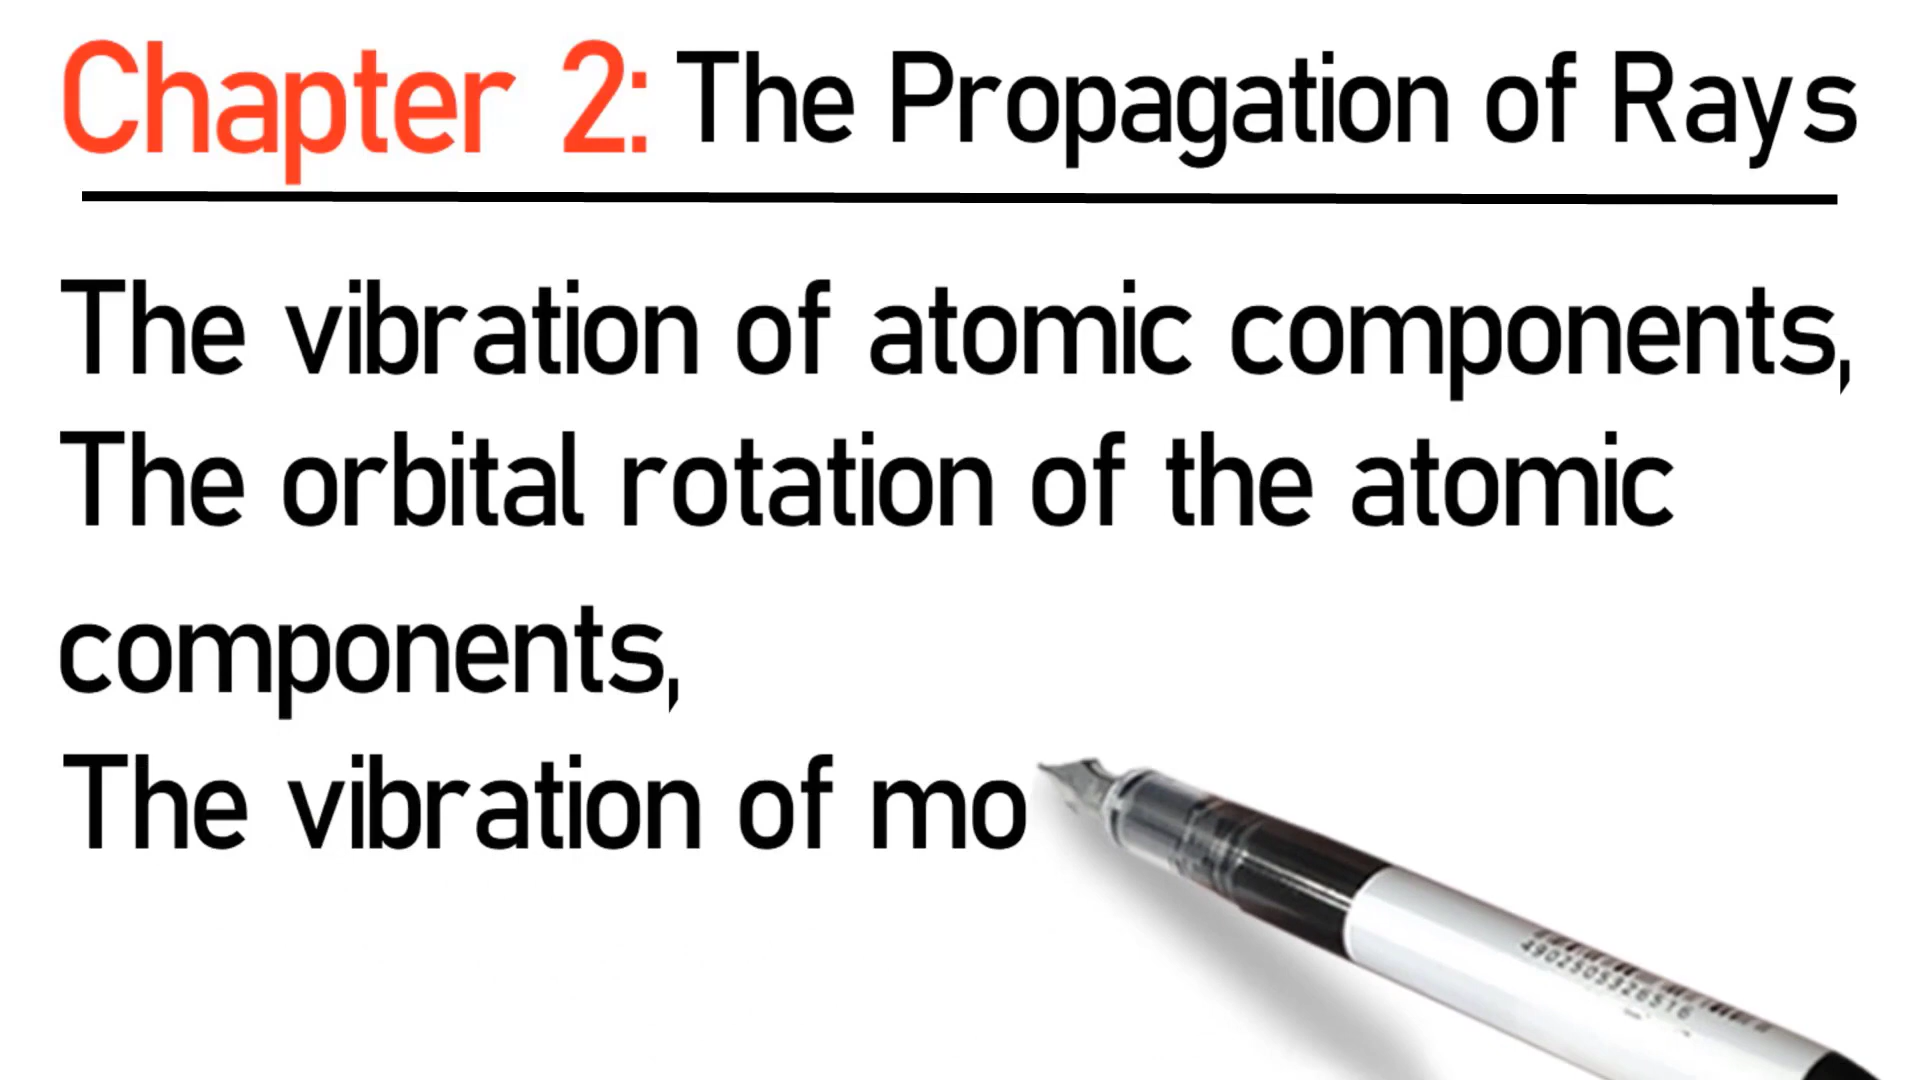 Chapter 2: The Propagation of Rays
The vibration of atomic components,
The orbital rotation of the atomic
components,
The vibration of mo
4902505326516